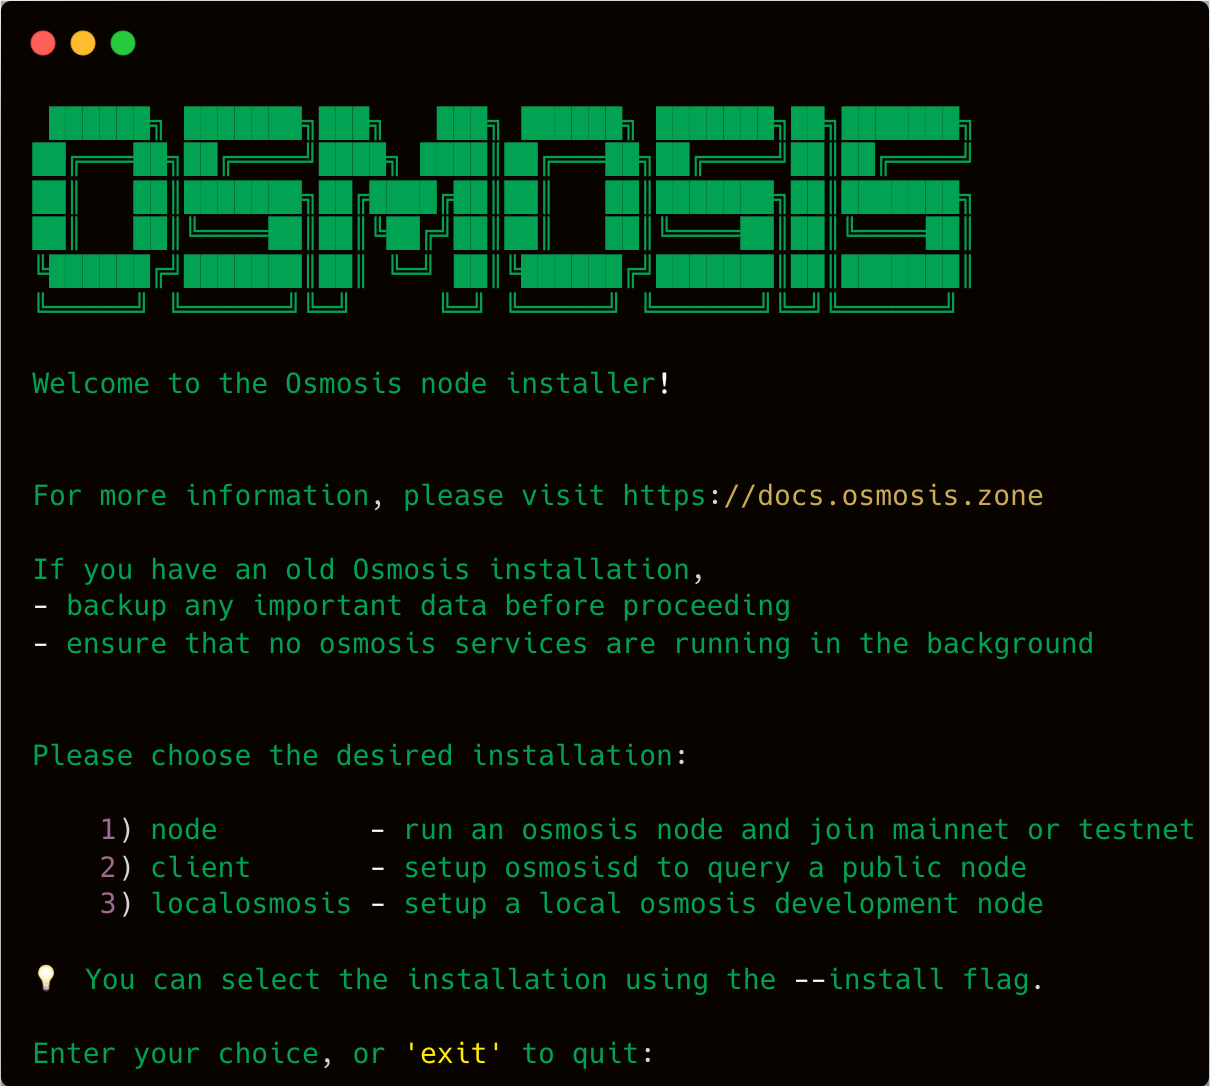 OSMOSIS
Welcome to the Osmosis node installer!
For more information, please visit https://docs.osmosis.zone
If you have an old Osmosis installation,
- backup any important data before proceeding
- ensure that no osmosis services are running in the background
Please choose the desired installation:
1) node - run an osmosis node and join mainnet or testnet
2) client - setup osmosisd to query a public node
3) localosmosis - setup a local osmosis development node
💡 You can select the installation using the --install flag.
Enter your choice, or 'exit' to quit: